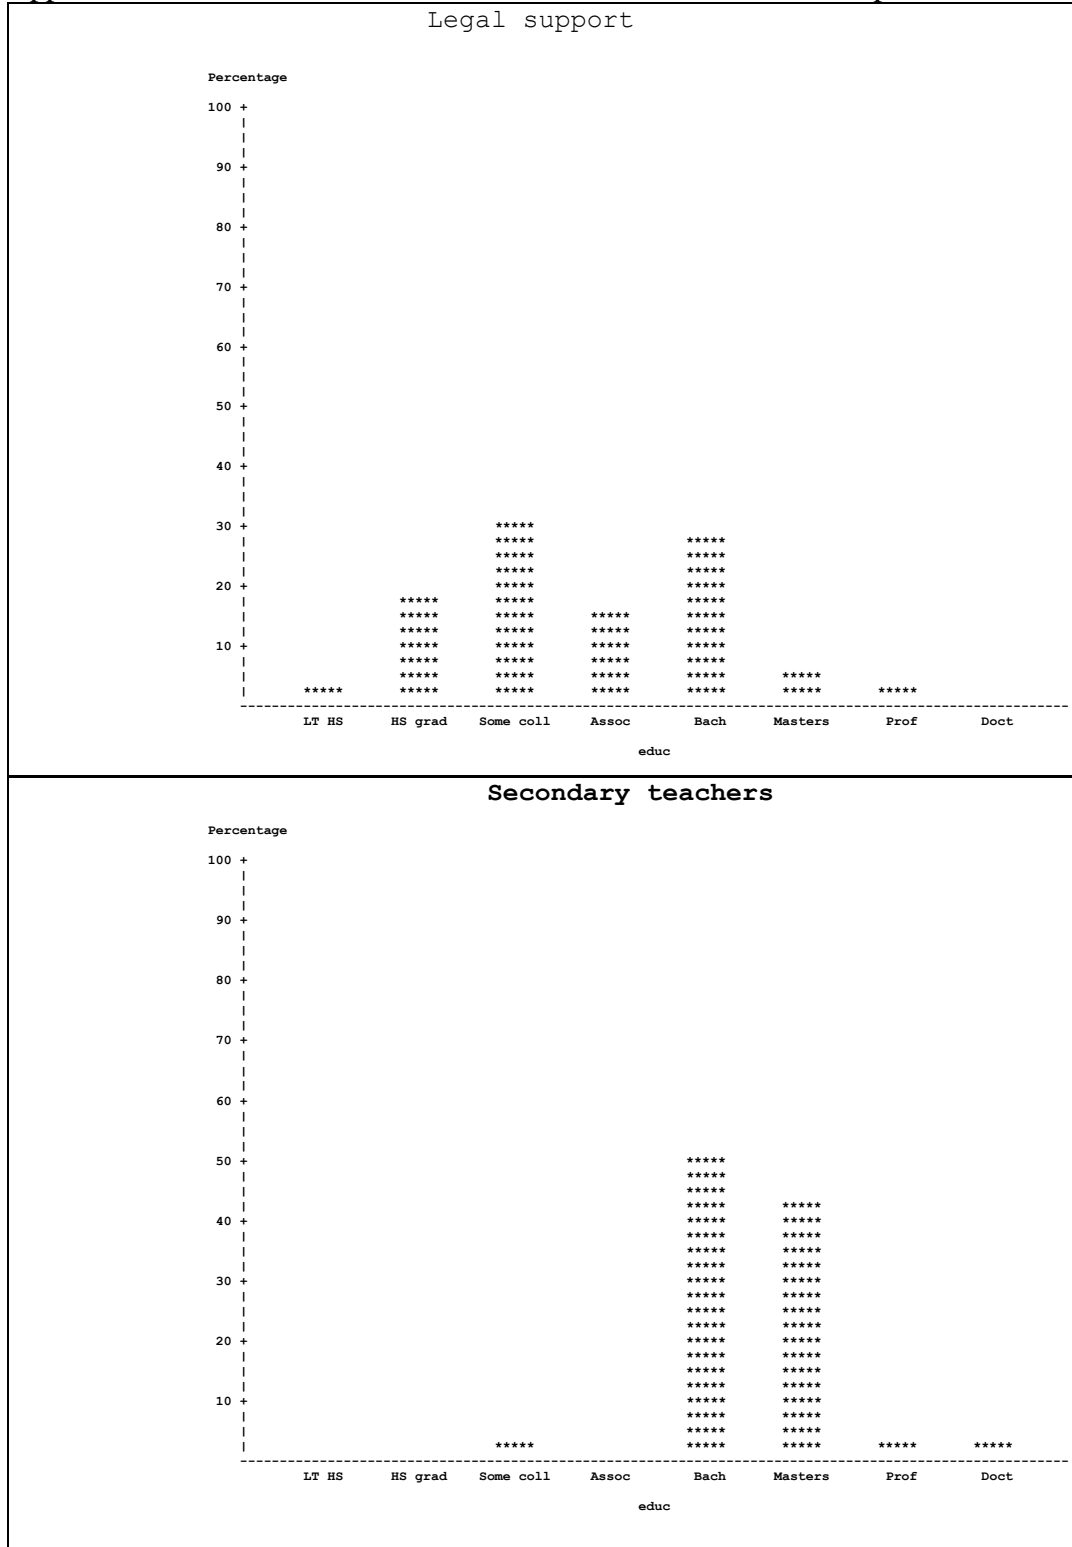 Legal support
Percentage
100 +
90 +
80 +
70 +
60 +
50 +
40 +
30 +
20 +
10 +
LT HS HS grad Some coll Assoc Bach Masters Prof Doct
educ
Secondary teachers
Percentage
100 +
90 +
80 +
70 +
60 +
50 +
40 +
30 +
20 +
10 +
LT HS HS grad Some coll Assoc Bach Masters Prof Doct
educ